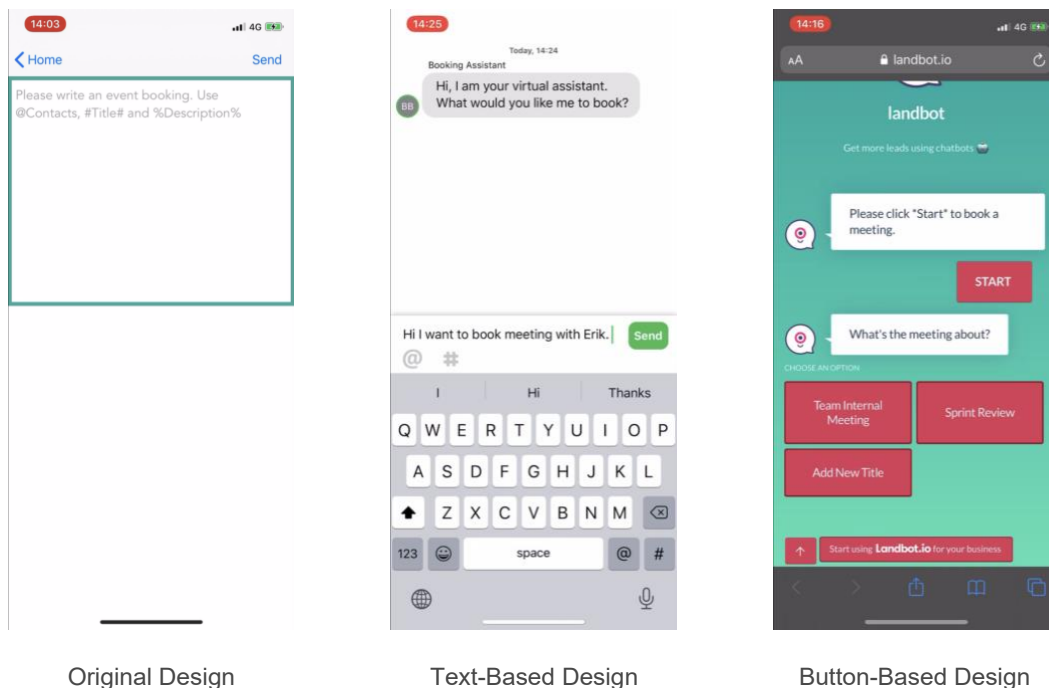 14:03
4G
Home
Send
Please write an event booking. Use
@Contacts, #Title# and %Description%
Original Design
14:25
Today, 14:24
Booking Assistant
BB
Hi, I am your virtual assistant.
What would you like me to book?
Hi I want to book meeting with Erik.
Send
@ #
I Hi Thanks
Q W E R T Y U I O P
A S D F G H J K L
Z X C V B N M
123 space @ #
Text-Based Design
14:16
4G
AA landbot.io
landbot
Get more leads using chatbots
Please click "Start" to book a
meeting.
START
What's the meeting about?
CHOOSE AN OPTION
Team Internal
Meeting
Sprint Review
Add New Title
Start using Landbot.io for your business
Button-Based Design